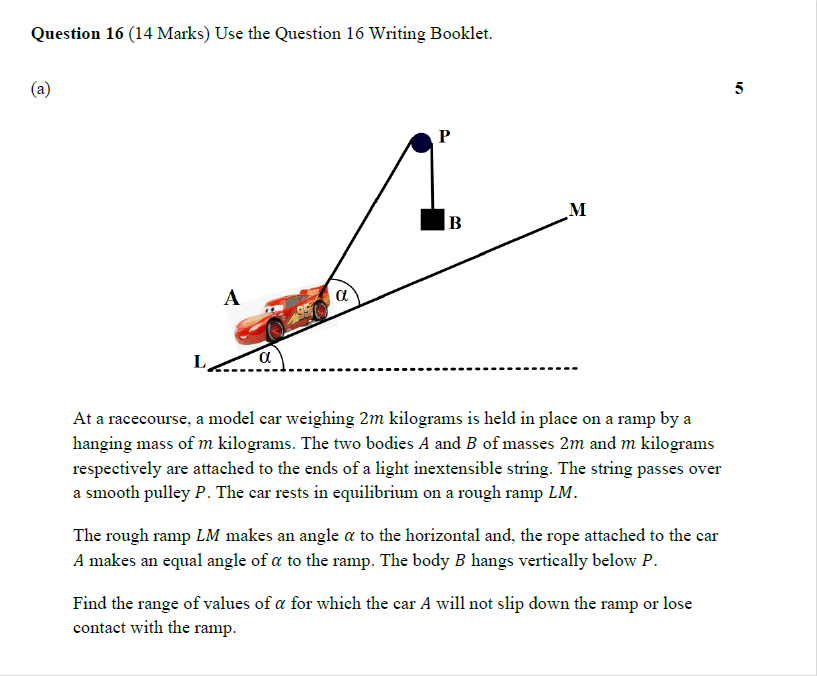 Question 16 (14 Marks) Use the Question 16 Writing Booklet.
(a)
5
P
B
M
A
α
L
α
95
At a racecourse, a model car weighing 2m kilograms is held in place on a ramp by a
hanging mass of m kilograms. The two bodies A and B of masses 2m and m kilograms
respectively are attached to the ends of a light inextensible string. The string passes over
a smooth pulley P. The car rests in equilibrium on a rough ramp LM.
The rough ramp LM makes an angle α to the horizontal and, the rope attached to the car
A makes an equal angle of α to the ramp. The body B hangs vertically below P.
Find the range of values of α for which the car A will not slip down the ramp or lose
contact with the ramp.